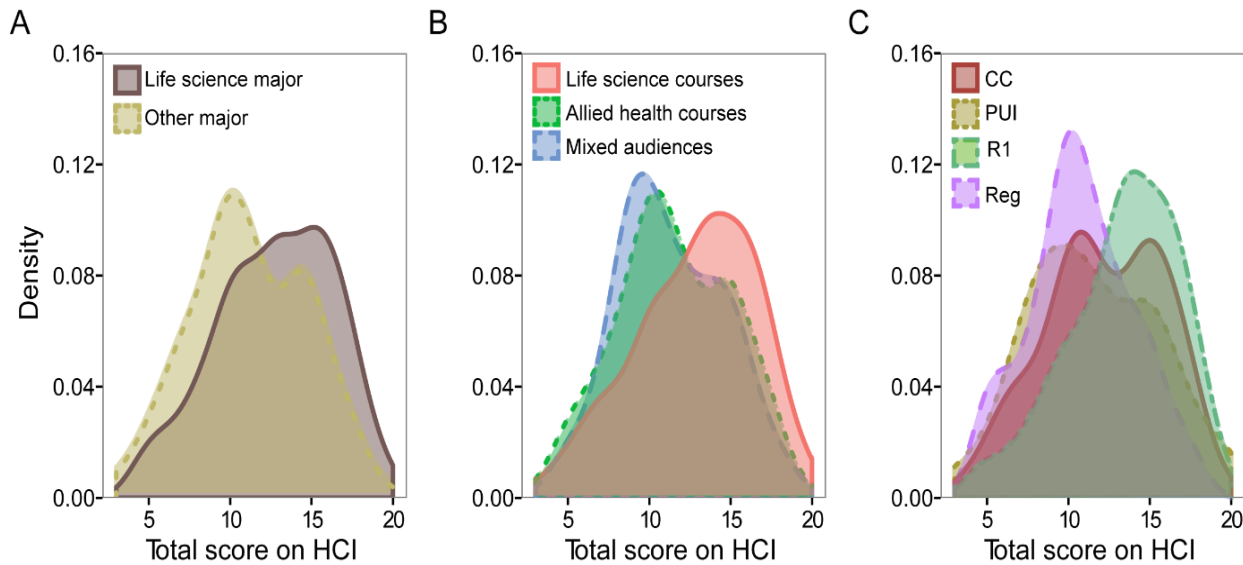 A
0.16
0.12
0.08
0.04
0.00
Density
Life science major
Other major
5 10 15 20
Total score on HCI
B
0.16
0.12
0.08
0.04
0.00
Life science courses
Allied health courses
Mixed audiences
5 10 15 20
Total score on HCI
C
0.16
0.12
0.08
0.04
0.00
CC
PUI
R1
Reg
5 10 15 20
Total score on HCI